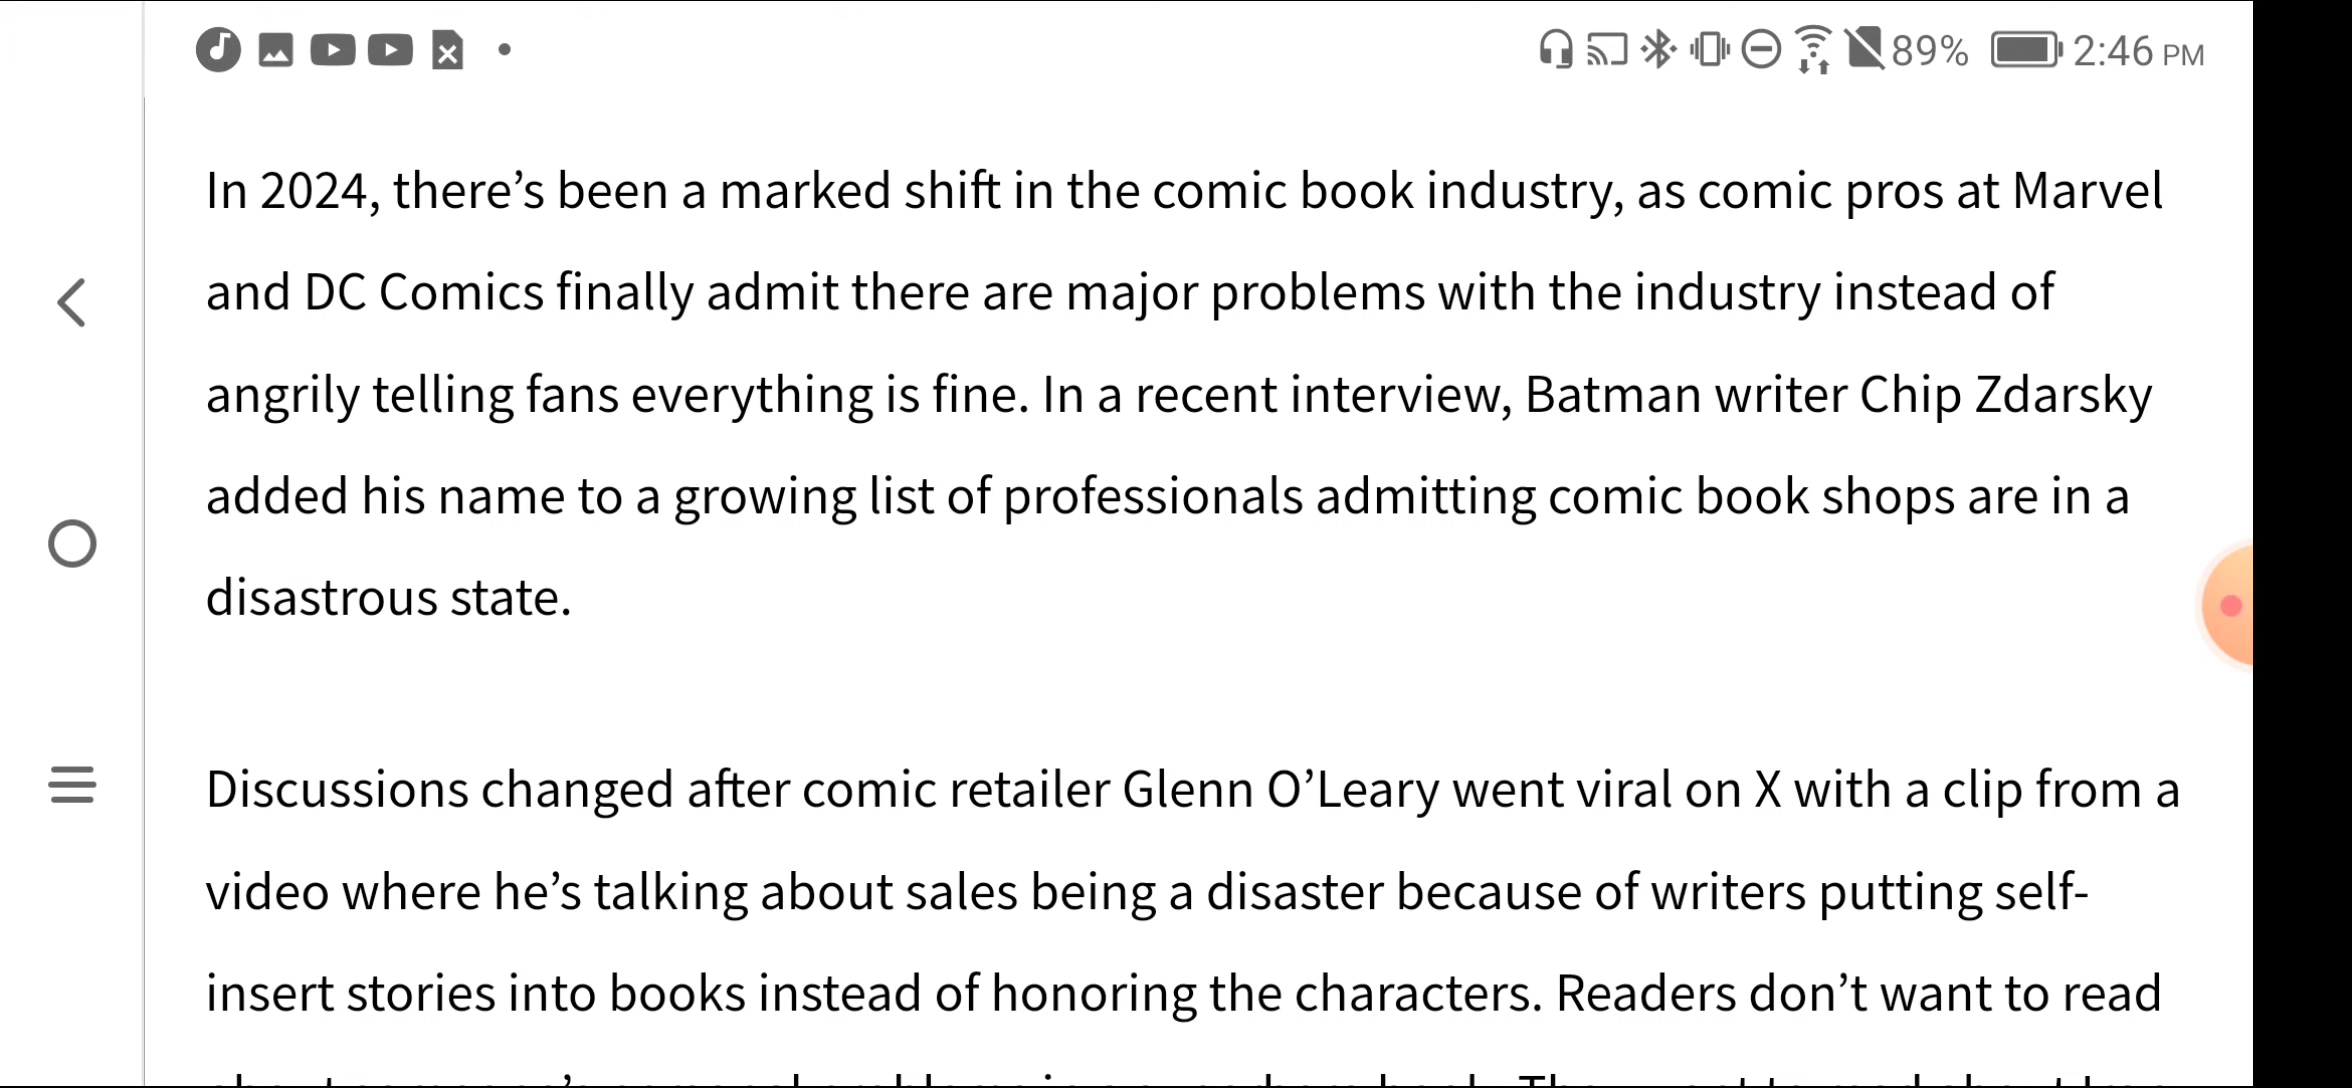 89% 2:46 PM
In 2024, there’s been a marked shift in the comic book industry, as comic pros at Marvel
and DC Comics finally admit there are major problems with the industry instead of
angrily telling fans everything is fine. In a recent interview, Batman writer Chip Zdarsky
added his name to a growing list of professionals admitting comic book shops are in a
disastrous state.
Discussions changed after comic retailer Glenn O’Leary went viral on X with a clip from a
video where he’s talking about sales being a disaster because of writers putting self-
insert stories into books instead of honoring the characters. Readers don’t want to read